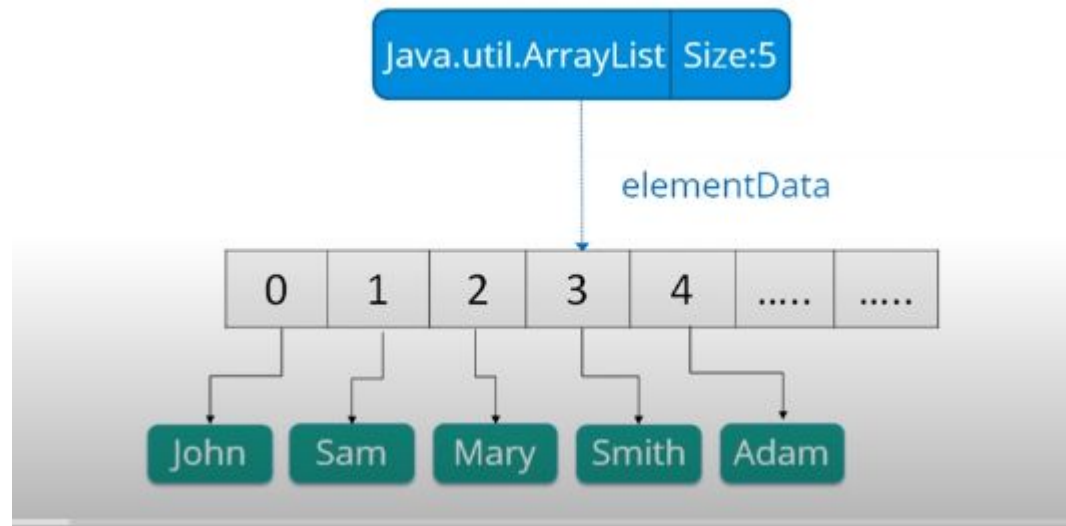 Java.util.ArrayList Size:5
elementData
0 1 2 3 4 ..... .....
John Sam Mary Smith Adam